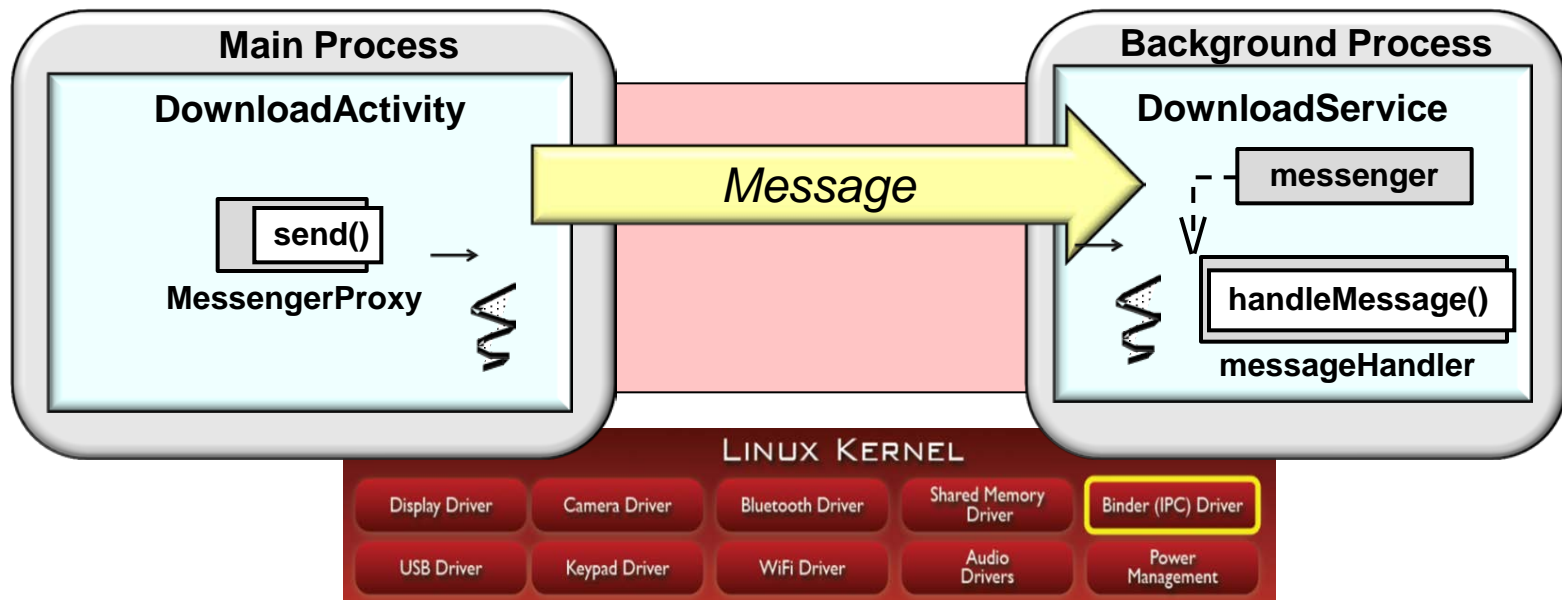 Main Process
DownloadActivity
send()
MessengerProxy
Message
Background Process
DownloadService
messenger
handleMessage()
messageHandler
LINUX KERNEL
Display Driver
Camera Driver
Bluetooth Driver
Shared Memory
Driver
Binder (IPC) Driver
USB Driver
Keypad Driver
WiFi Driver
Audio
Drivers
Power
Management